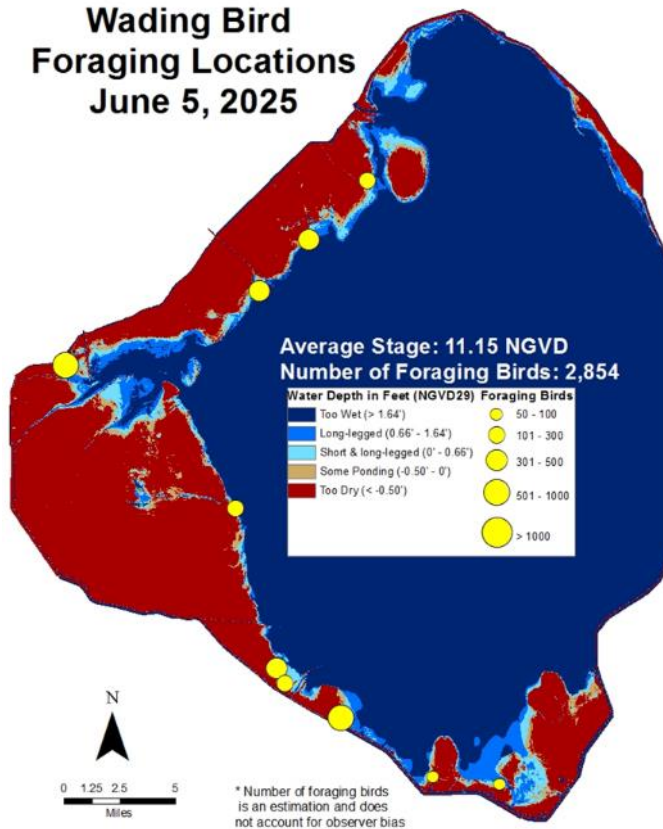 Wading Bird
Foraging Locations
June 5, 2025
Average Stage: 11.15 NGVD
Number of Foraging Birds: 2,854
Water Depth in Feet (NGVD29)
Too Wet (> 1.64')
Long-legged (0.66' - 1.64')
Short & long-legged (0' - 0.66')
Some Ponding (-0.50' - 0')
Too Dry (< -0.50')
Foraging Birds
50 - 100
101 - 300
301 - 500
501 - 1000
> 1000
N
0 1.25 2.5 5
Miles
* Number of foraging birds
is an estimation and does
not account for observer bias